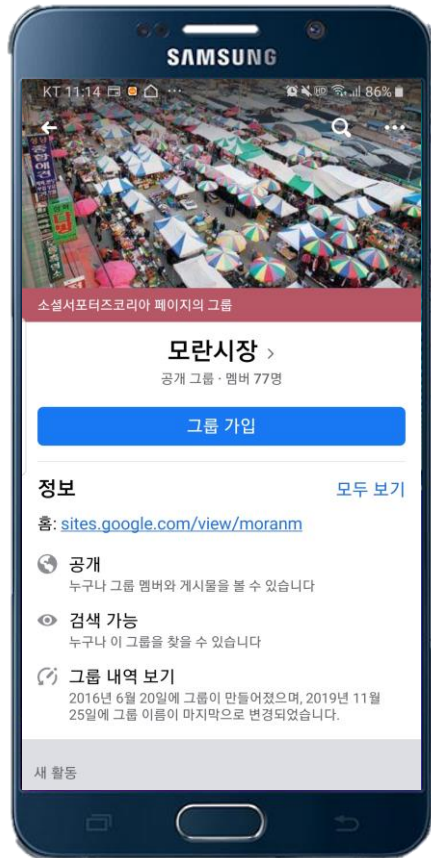 SAMSUNG
KT 11:14
86%
소셜서포터즈코리아 페이지의 그룹
모란시장 >
공개 그룹 · 멤버 77명
그룹 가입
정보
모두 보기
홈: sites.google.com/view/moranm
공개
누구나 그룹 멤버와 게시물을 볼 수 있습니다
검색 가능
누구나 이 그룹을 찾을 수 있습니다
그룹 내역 보기
2016년 6월 20일에 그룹이 만들어졌으며, 2019년 11월
25일에 그룹 이름이 마지막으로 변경되었습니다.
새 활동